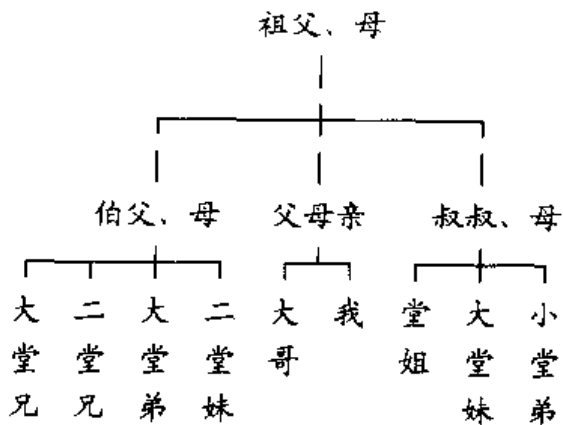 祖父、母
伯父、母
父母亲
叔叔、母
大堂兄
二堂兄
大堂弟
二堂妹
大哥
我
堂姐
大堂妹
小堂弟